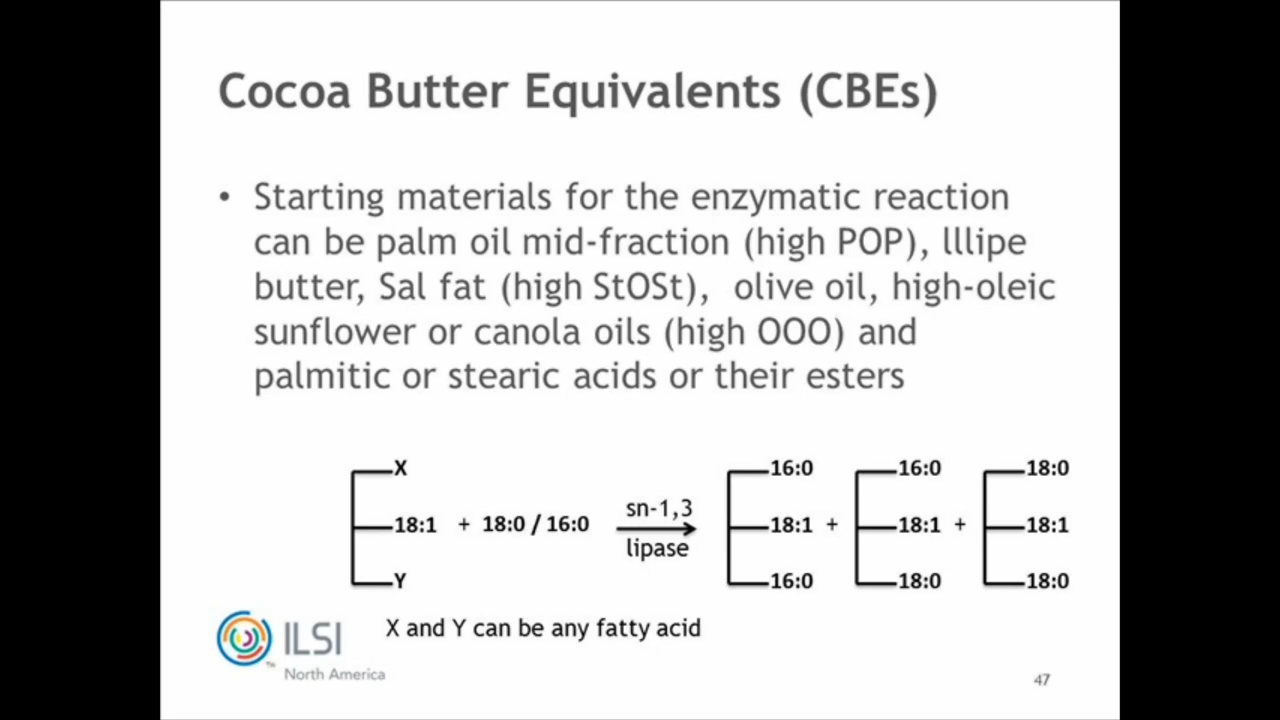 Cocoa Butter Equivalents (CBEs)
• Starting materials for the enzymatic reaction
can be palm oil mid-fraction (high POP), lllipe
butter, Sal fat (high StOSt),  olive oil, high-oleic
sunflower or canola oils (high OOO) and
palmitic or stearic acids or their esters
X 16:0 16:0 18:0
18:1 + 18:0 / 16:0 sn-1,3 18:1 + 18:1 + 18:1
lipase
Y 16:0 18:0 18:0
X and Y can be any fatty acid
ILSI
TM
North America
47